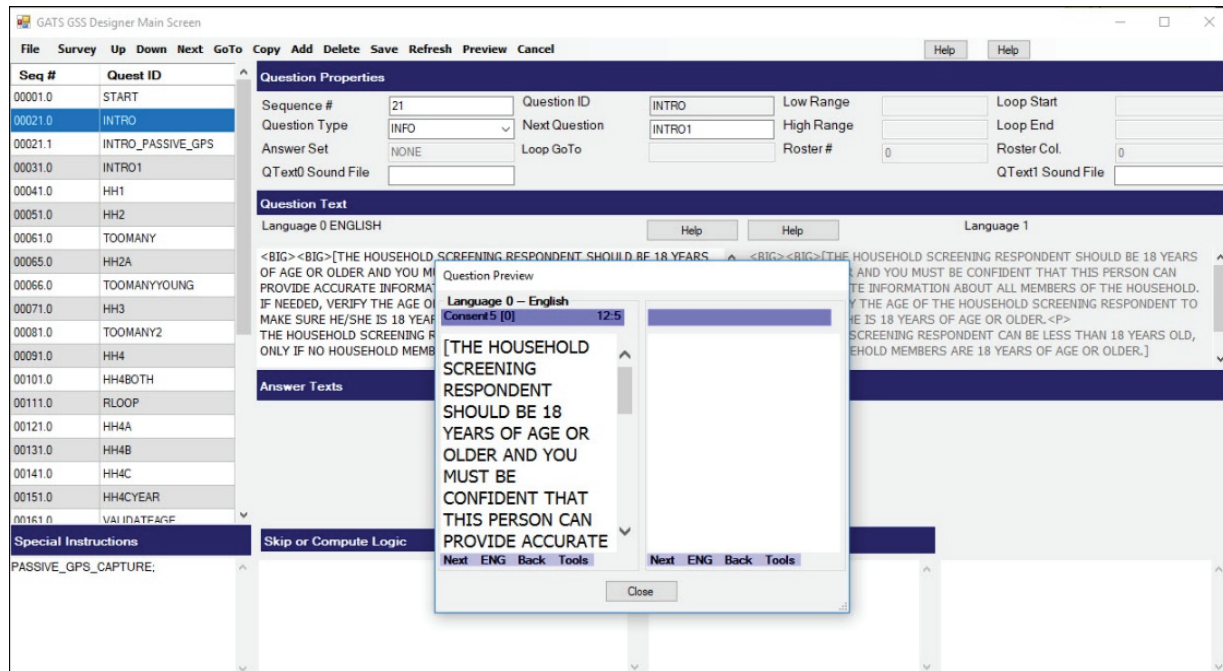 GATS GSS Designer Main Screen
File Survey Up Down Next GoTo Copy Add Delete Save Refresh Preview Cancel Help Help
Seq # Quest ID
00001.0 START
00021.0 INTRO
00021.1 INTRO_PASSIVE_GPS
00031.0 INTRO1
00041.0 HH1
00051.0 HH2
00061.0 TOOMANY
00065.0 HH2A
00066.0 TOOMANYYOUNG
00071.0 HH3
00081.0 TOOMANY2
00091.0 HH4
00101.0 HH4BOTH
00111.0 RLOOP
00121.0 HH4A
00131.0 HH4B
00141.0 HH4C
00151.0 HH4CYEAR
00161.0 VALIDATEAGE
Question Properties
Sequence # 21 Question ID INTRO Low Range Loop Start
Question Type INFO Next Question INTRO1 High Range Loop End
Answer Set NONE Loop GoTo Roster # 0 Roster Col. 0
QText0 Sound File QText1 Sound File
Question Text
Language 0 ENGLISH Help Help Language 1
<BIG><BIG>[THE HOUSEHOLD SCREENING RESPONDENT SHOULD BE 18 YEARS
OF AGE OR OLDER AND YOU MU
PROVIDE ACCURATE INFORMAT
IF NEEDED, VERIFY THE AGE O
MAKE SURE HE/SHE IS 18 YEAR
THE HOUSEHOLD SCREENING R
ONLY IF NO HOUSEHOLD MEMB
<BIG><BIG>[THE HOUSEHOLD SCREENING RESPONDENT SHOULD BE 18 YEARS
AND YOU MUST BE CONFIDENT THAT THIS PERSON CAN
TE INFORMATION ABOUT ALL MEMBERS OF THE HOUSEHOLD.
Y THE AGE OF THE HOUSEHOLD SCREENING RESPONDENT TO
HE IS 18 YEARS OF AGE OR OLDER.<P>
SCREENING RESPONDENT CAN BE LESS THAN 18 YEARS OLD,
EHOLD MEMBERS ARE 18 YEARS OF AGE OR OLDER.]
Question Preview
Language 0 – English
Consent5 [0] 12:5
[THE HOUSEHOLD
SCREENING
RESPONDENT
SHOULD BE 18
YEARS OF AGE OR
OLDER AND YOU
MUST BE
CONFIDENT THAT
THIS PERSON CAN
PROVIDE ACCURATE
Next ENG Back Tools
Next ENG Back Tools
Close
Answer Texts
Special Instructions
PASSIVE_GPS_CAPTURE;
Skip or Compute Logic